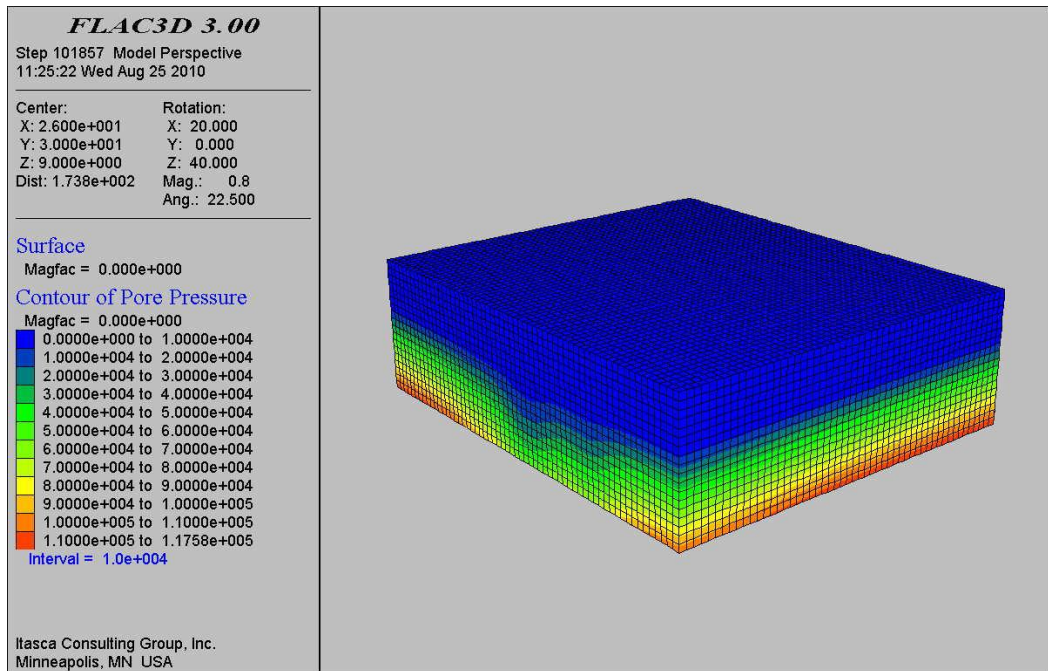 FLAC3D 3.00
Step 101857 Model Perspective
11:25:22 Wed Aug 25 2010
Center: Rotation:
X: 2.600e+001 X: 20.000
Y: 3.000e+001 Y: 0.000
Z: 9.000e+000 Z: 40.000
Dist: 1.738e+002 Mag.: 0.8
Ang.: 22.500
Surface
Magfac = 0.000e+000
Contour of Pore Pressure
Magfac = 0.000e+000
0.0000e+000 to 1.0000e+004
1.0000e+004 to 2.0000e+004
2.0000e+004 to 3.0000e+004
3.0000e+004 to 4.0000e+004
4.0000e+004 to 5.0000e+004
5.0000e+004 to 6.0000e+004
6.0000e+004 to 7.0000e+004
7.0000e+004 to 8.0000e+004
8.0000e+004 to 9.0000e+004
9.0000e+004 to 1.0000e+005
1.0000e+005 to 1.1000e+005
1.1000e+005 to 1.1758e+005
Interval = 1.0e+004
Itasca Consulting Group, Inc.
Minneapolis, MN USA